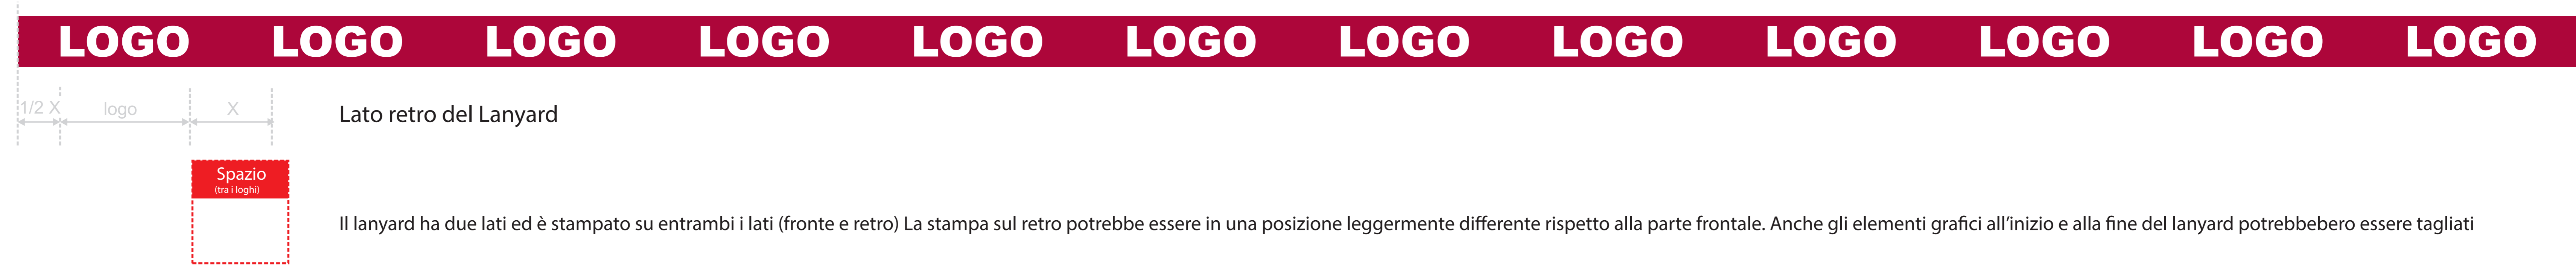 LOGO LOGO LOGO LOGO LOGO LOGO LOGO LOGO LOGO LOGO LOGO LOGO
1/2 X logo X
Lato retro del Lanyard
Spazio
(tra i loghi)
Il lanyard ha due lati ed è stampato su entrambi i lati (fronte e retro) La stampa sul retro potrebbe essere in una posizione leggermente differente rispetto alla parte frontale. Anche gli elementi grafici all’inizio e alla fine del lanyard potrebbebero essere tagliati